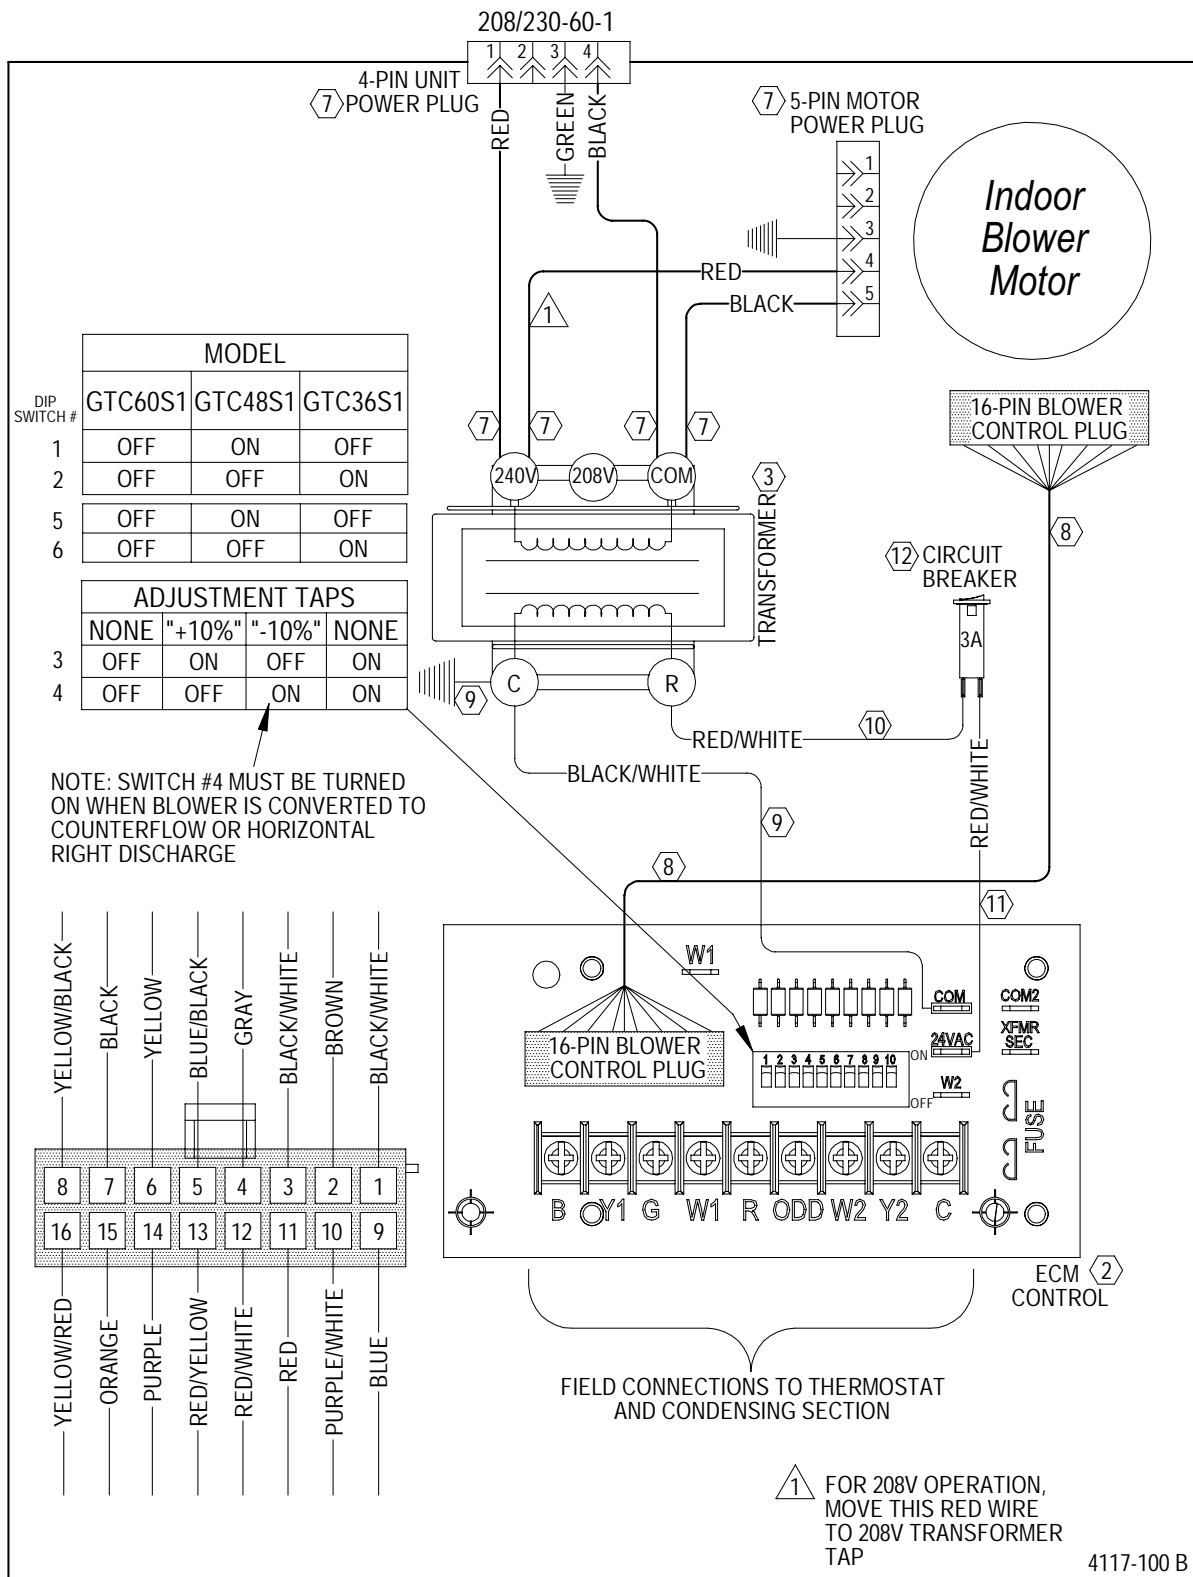 208/230-60-1
1 2 3 4
4-PIN UNIT
7 POWER PLUG
RED
GREEN
BLACK
7 5-PIN MOTOR
POWER PLUG
1
2
3
4
5
Indoor
Blower
Motor
RED
BLACK
1
MODEL
DIP
SWITCH #
GTC60S1 GTC48S1 GTC36S1
1 OFF ON OFF
2 OFF OFF ON
5 OFF ON OFF
6 OFF OFF ON
ADJUSTMENT TAPS
NONE "+10%" "-10%" NONE
3 OFF ON OFF ON
4 OFF OFF ON ON
NOTE: SWITCH #4 MUST BE TURNED
ON WHEN BLOWER IS CONVERTED TO
COUNTERFLOW OR HORIZONTAL
RIGHT DISCHARGE
7 7 7 7
240V 208V COM
3
TRANSFORMER
C R
9
16-PIN BLOWER
CONTROL PLUG
8
12 CIRCUIT
BREAKER
3A
RED/WHITE
10
BLACK/WHITE
9
RED/WHITE
8
11
W1
COM
COM2
24VAC
XFMR
SEC
W2
FUSE
16-PIN BLOWER
CONTROL PLUG
1 2 3 4 5 6 7 8 9 10
ON
OFF
B Y1 G W1 R ODD W2 Y2 C
ECM 2
CONTROL
FIELD CONNECTIONS TO THERMOSTAT
AND CONDENSING SECTION
YELLOW/BLACK
BLACK
YELLOW
BLUE/BLACK
GRAY
BLACK/WHITE
BROWN
BLACK/WHITE
8 7 6 5 4 3 2 1
16 15 14 13 12 11 10 9
YELLOW/RED
ORANGE
PURPLE
RED/YELLOW
RED/WHITE
RED
PURPLE/WHITE
BLUE
1 FOR 208V OPERATION,
MOVE THIS RED WIRE
TO 208V TRANSFORMER
TAP
4117-100 B